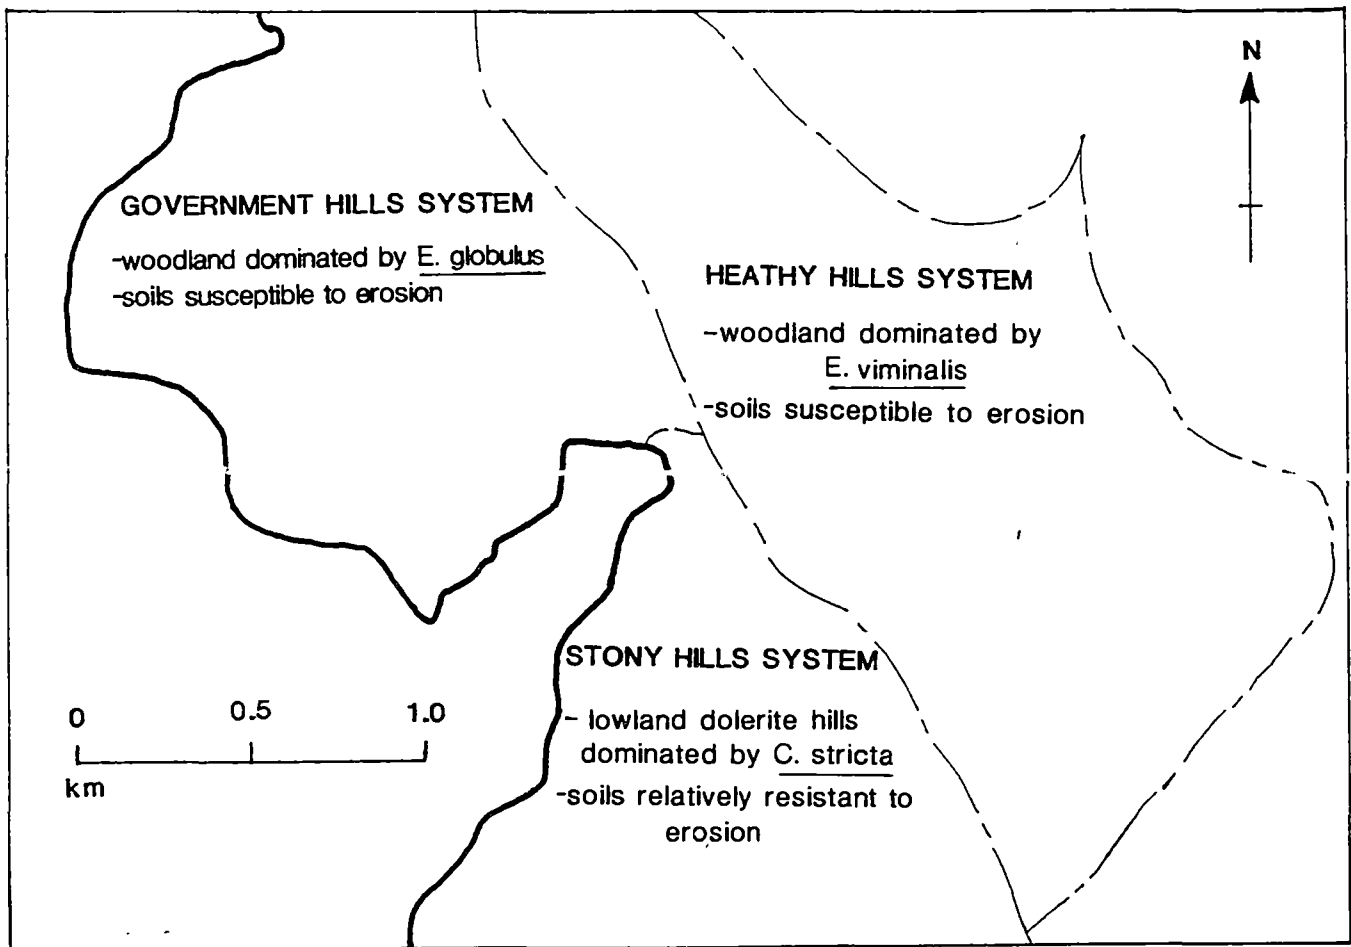 N
GOVERNMENT HILLS SYSTEM
-woodland dominated by E. globulus
-soils susceptible to erosion
HEATHY HILLS SYSTEM
-woodland dominated by
E. viminalis
-soils susceptible to erosion
STONY HILLS SYSTEM
- lowland dolerite hills
dominated by C. stricta
-soils relatively resistant to
erosion
0 0.5 1.0
km